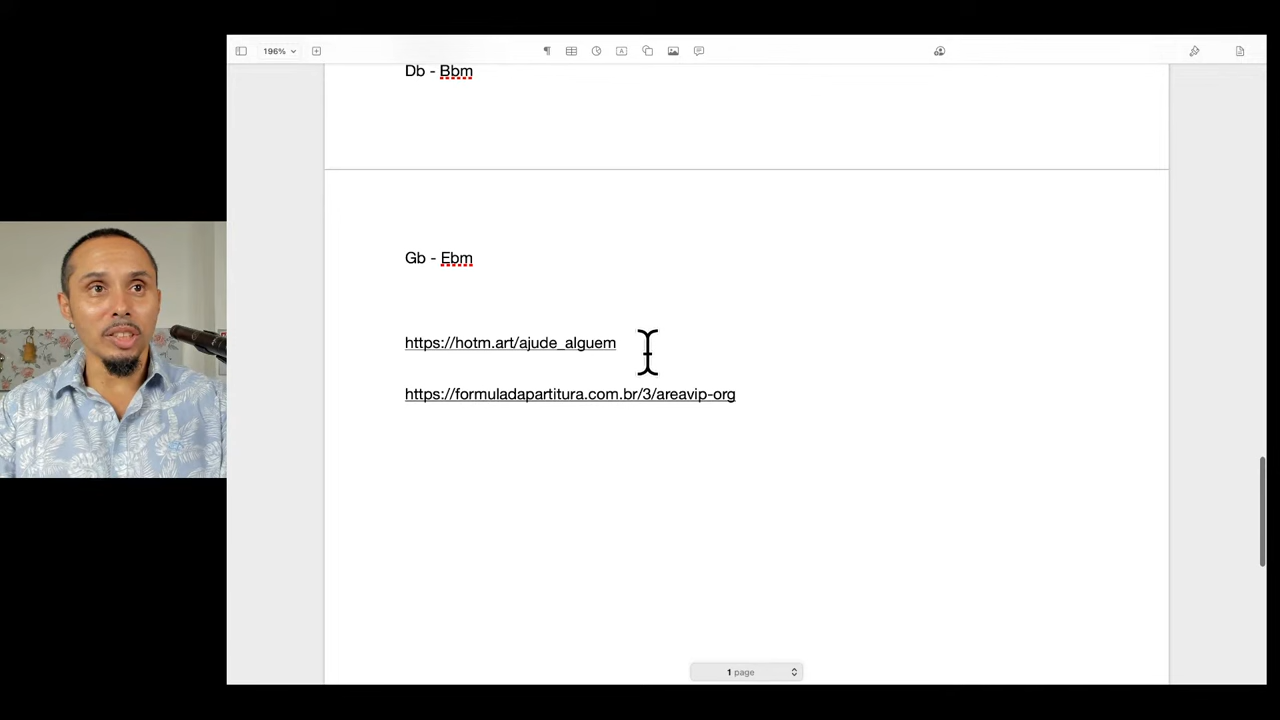 196%
Db - Bbm
Gb - Ebm
https://hotm.art/ajude_alguem
https://formuladapartitura.com.br/3/areavip-org
1 page